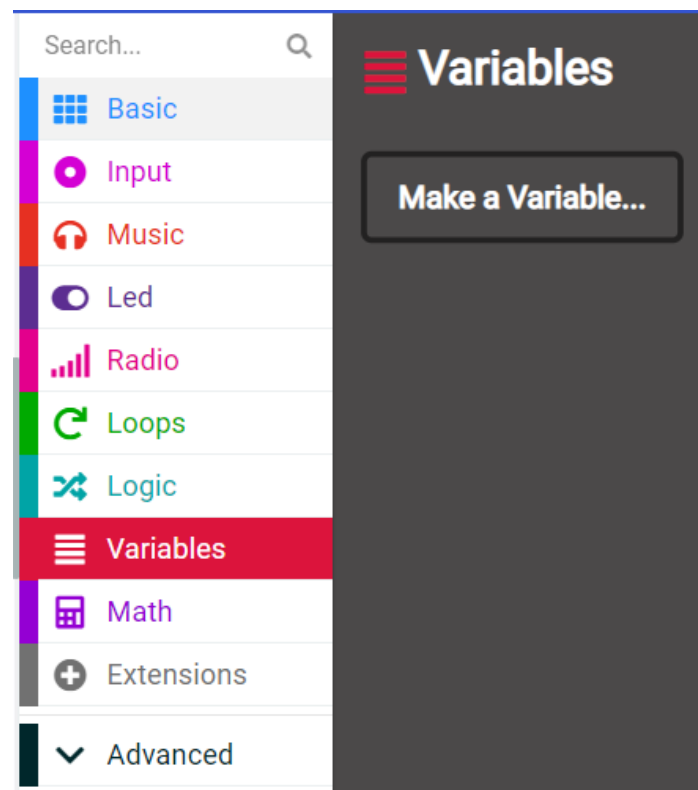 Search...
Basic
Input
Music
Led
Radio
Loops
Logic
Variables
Math
Extensions
Advanced
Variables
Make a Variable...